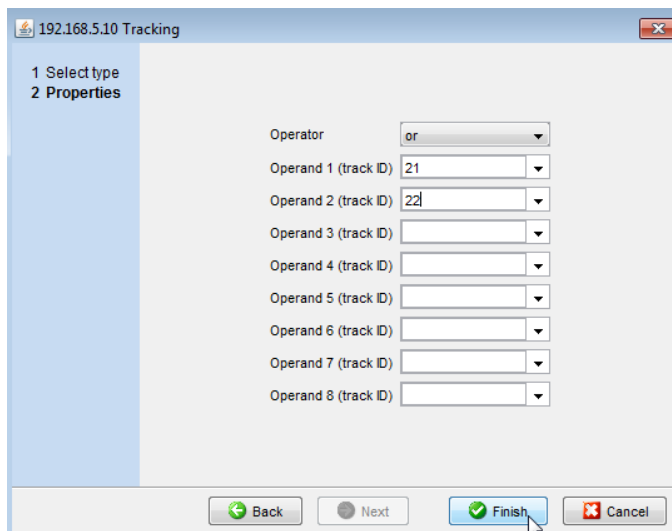 192.168.5.10 Tracking
1 Select type
2 Properties
Operator or
Operand 1 (track ID) 21
Operand 2 (track ID) 22
Operand 3 (track ID)
Operand 4 (track ID)
Operand 5 (track ID)
Operand 6 (track ID)
Operand 7 (track ID)
Operand 8 (track ID)
Back Next Finish Cancel